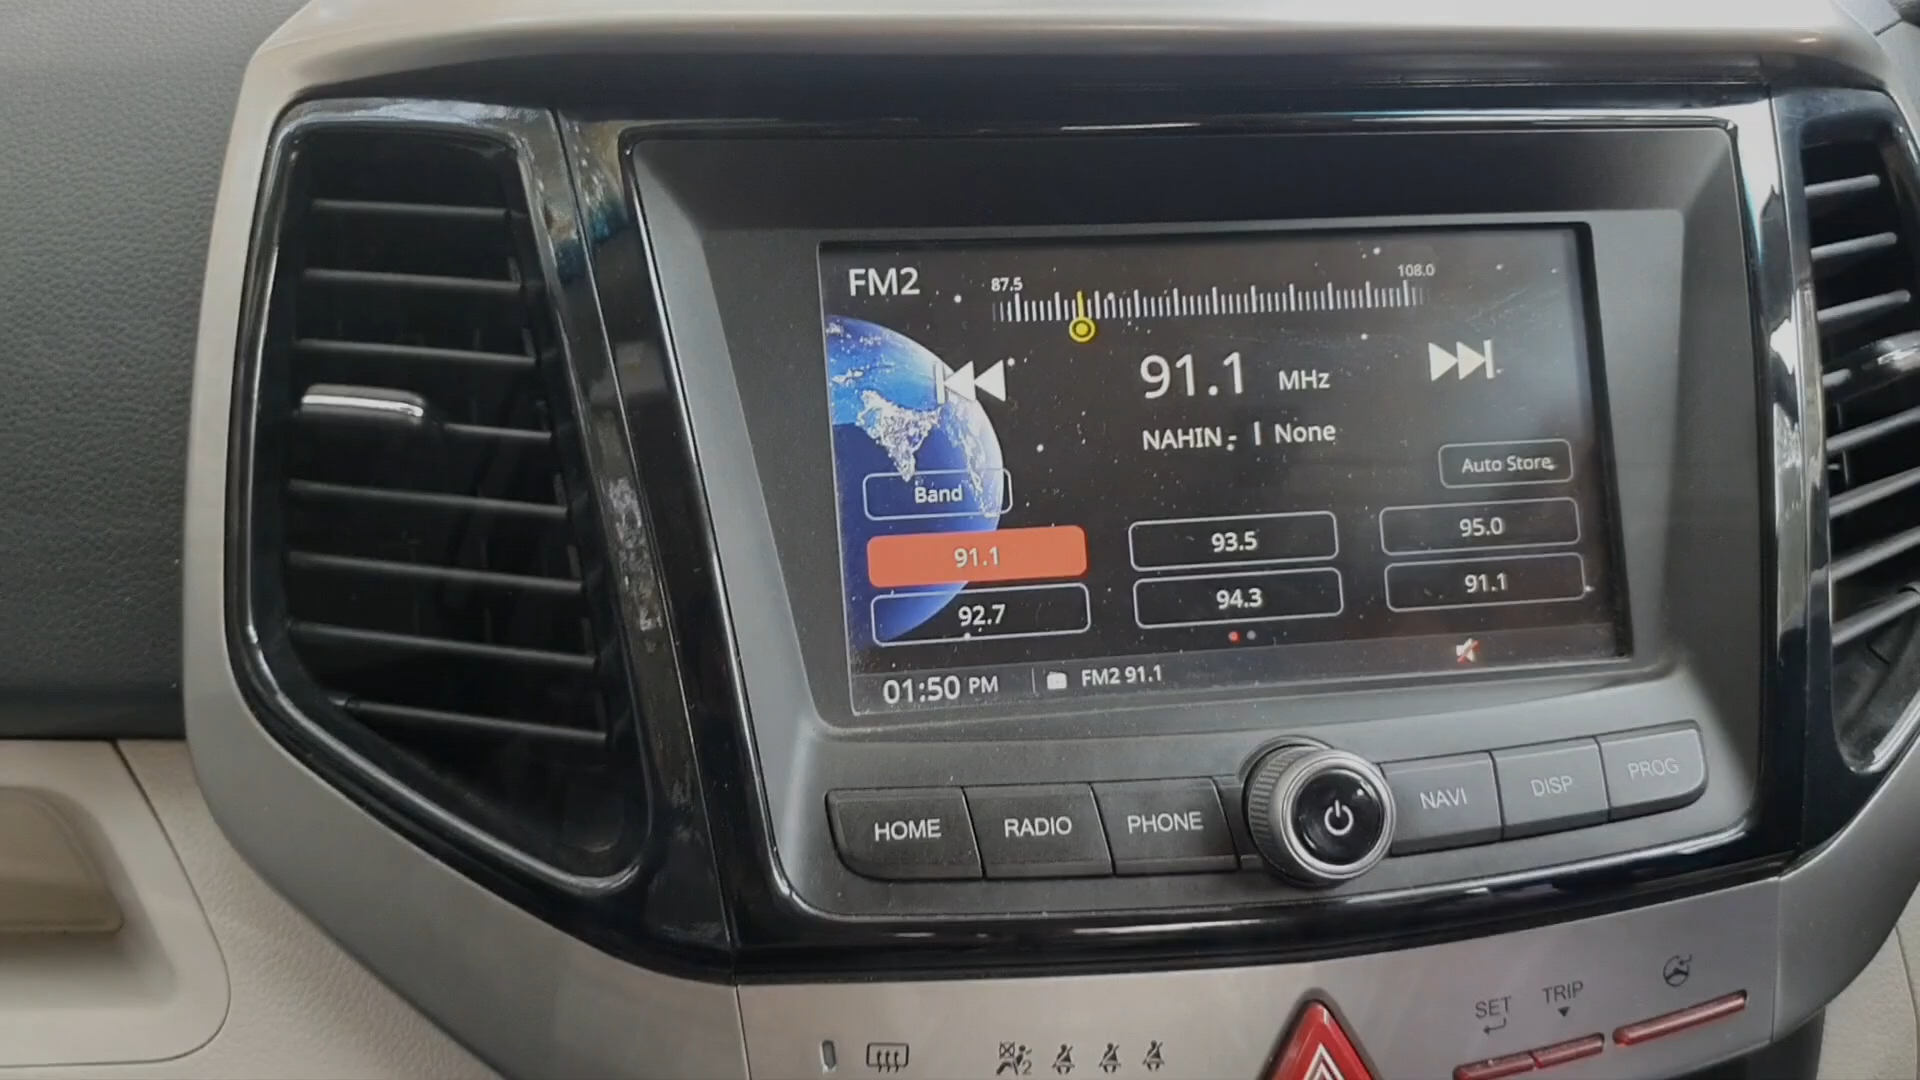 FM2
87.5
108.0
91.1 MHz
NAHIN - | None
Band
Auto Store
91.1
93.5
95.0
92.7
94.3
91.1
01:50 PM
FM2 91.1
HOME
RADIO
PHONE
NAVI
DISP
PROG
SET
TRIP
2